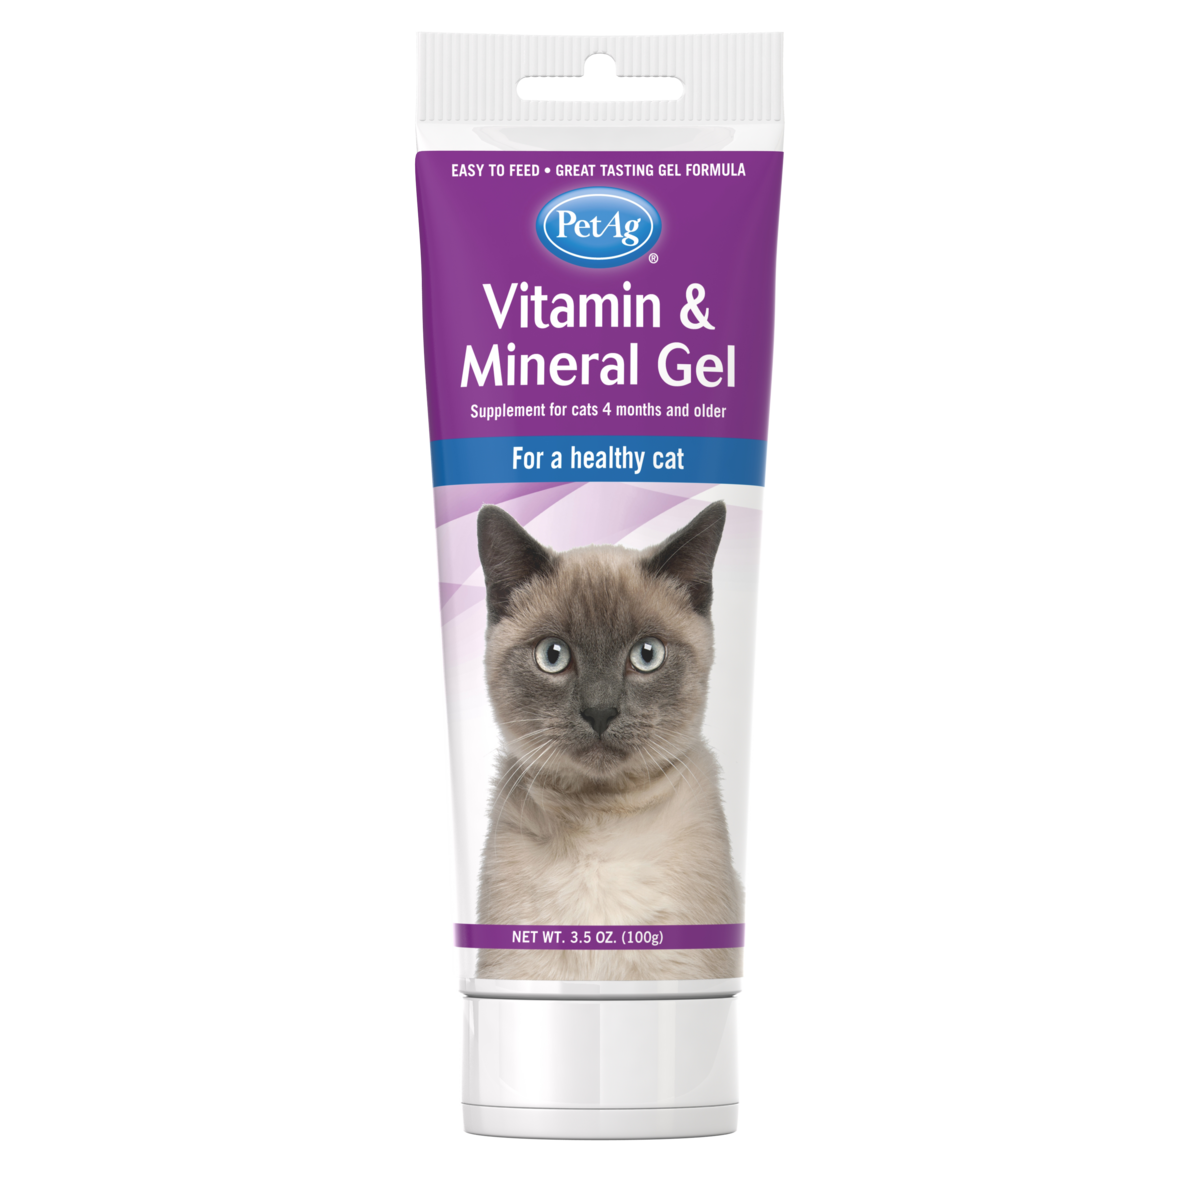 EASY TO FEED • GREAT TASTING GEL FORMULA
PetAg®
Vitamin &
Mineral Gel
Supplement for cats 4 months and older
For a healthy cat
NET WT. 3.5 OZ. (100g)